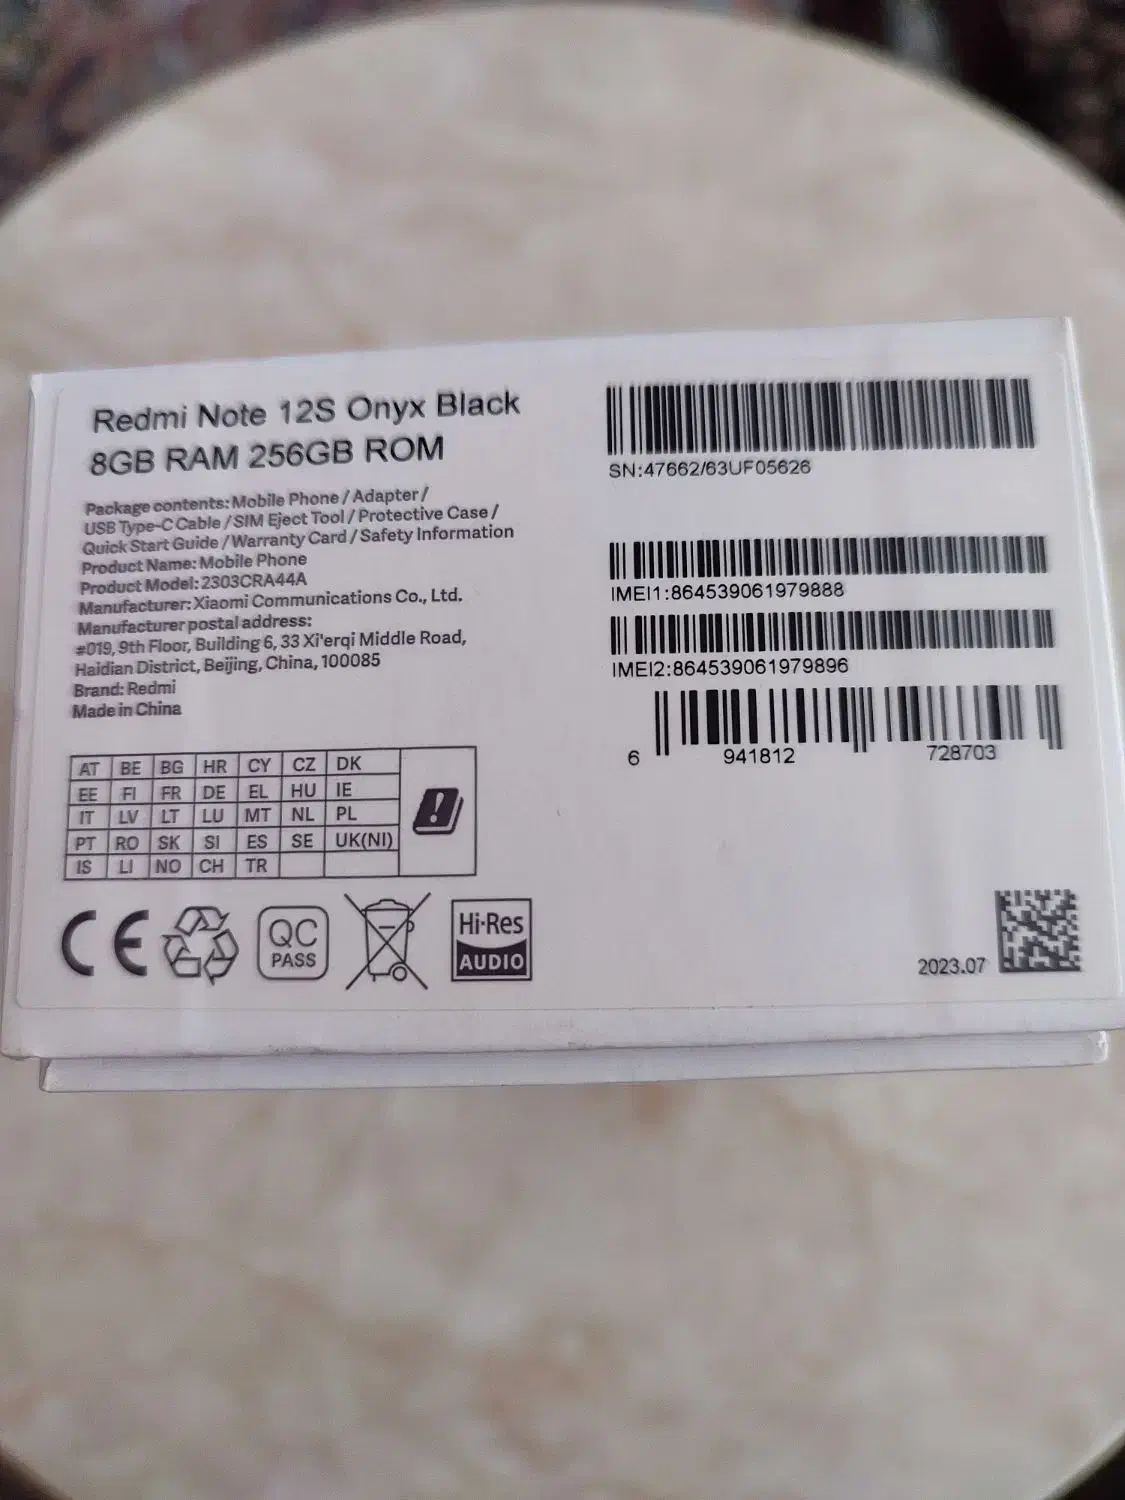 Redmi Note 12S Onyx Black
8GB RAM 256GB ROM
Package contents: Mobile Phone / Adapter /
USB Type-C Cable / SIM Eject Tool / Protective Case /
Quick Start Guide / Warranty Card / Safety Information
Product Name: Mobile Phone
Product Model: 2303CRA44A
Manufacturer: Xiaomi Communications Co., Ltd.
Manufacturer postal address:
#019, 9th Floor, Building 6, 33 Xi'erqi Middle Road,
Haidian District, Beijing, China, 100085
Brand: Redmi
Made in China
AT BE BG HR CY CZ DK
EE FI FR DE EL HU IE
IT LV LT LU MT NL PL
PT RO SK SI ES SE UK(NI)
IS LI NO CH TR
!
CE
QC
PASS
Hi-Res
AUDIO
SN:47662/63UF05626
IMEI1:864539061979888
IMEI2:864539061979896
6 941812 728703
2023.07